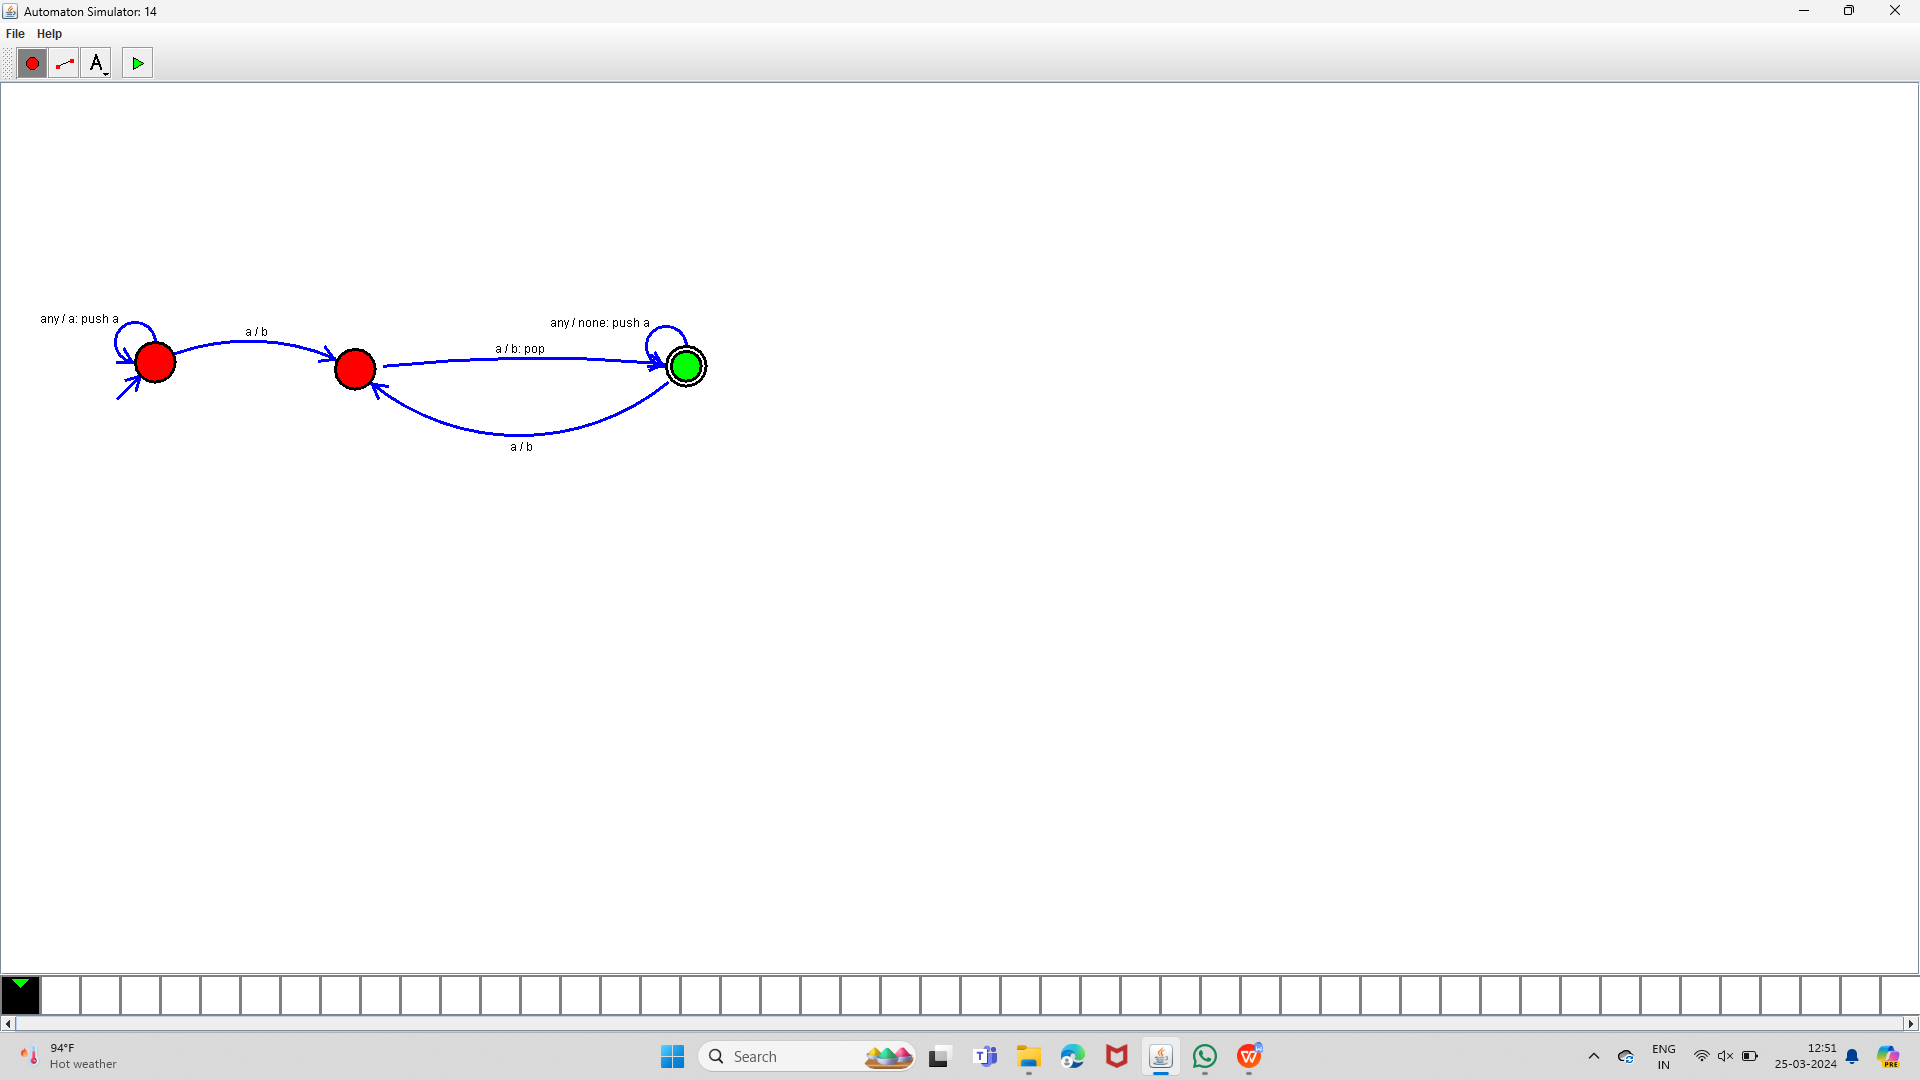 Automaton Simulator: 14
File Help
A
any / a: push a
any / none: push a
a / b
a / b: pop
a / b
94°F
Hot weather
Search
ENG
IN
12:51
25-03-2024
PRE